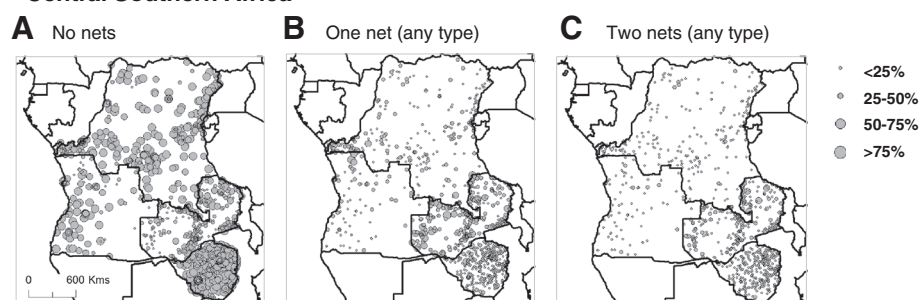 Central Southern Africa
A No nets
B One net (any type)
C Two nets (any type)
<25%
25-50%
50-75%
>75%
0 600 Kms